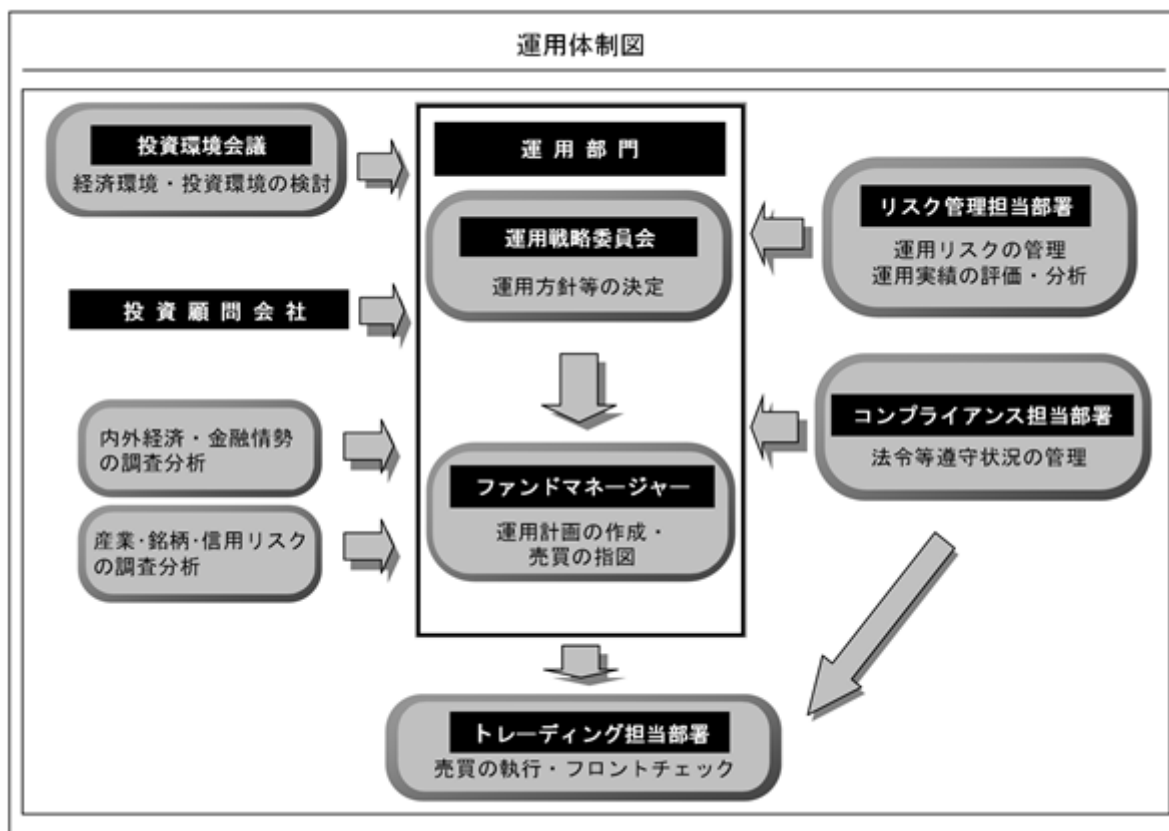 運用体制図
投資環境会議
経済環境・投資環境の検討
投資顧問会社
内外経済・金融情勢
の調査分析
産業・銘柄・信用リスク
の調査分析
運用部門
運用戦略委員会
運用方針等の決定
ファンドマネージャー
運用計画の作成・
売買の指図
リスク管理担当部署
運用リスクの管理
運用実績の評価・分析
コンプライアンス担当部署
法令等遵守状況の管理
トレーディング担当部署
売買の執行・フロントチェック